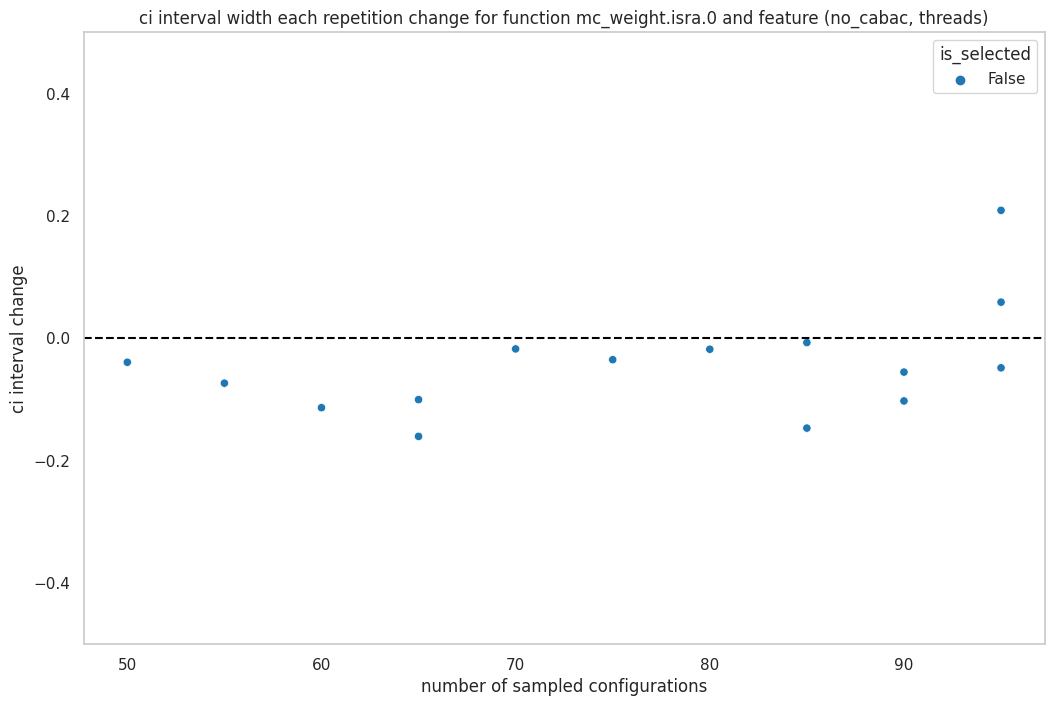 ci interval width each repetition change for function mc_weight.isra.0 and feature (no_cabac, threads)
is_selected
False
ci interval change
0.4
0.2
0.0
−0.2
−0.4
50
60
70
80
90
number of sampled configurations